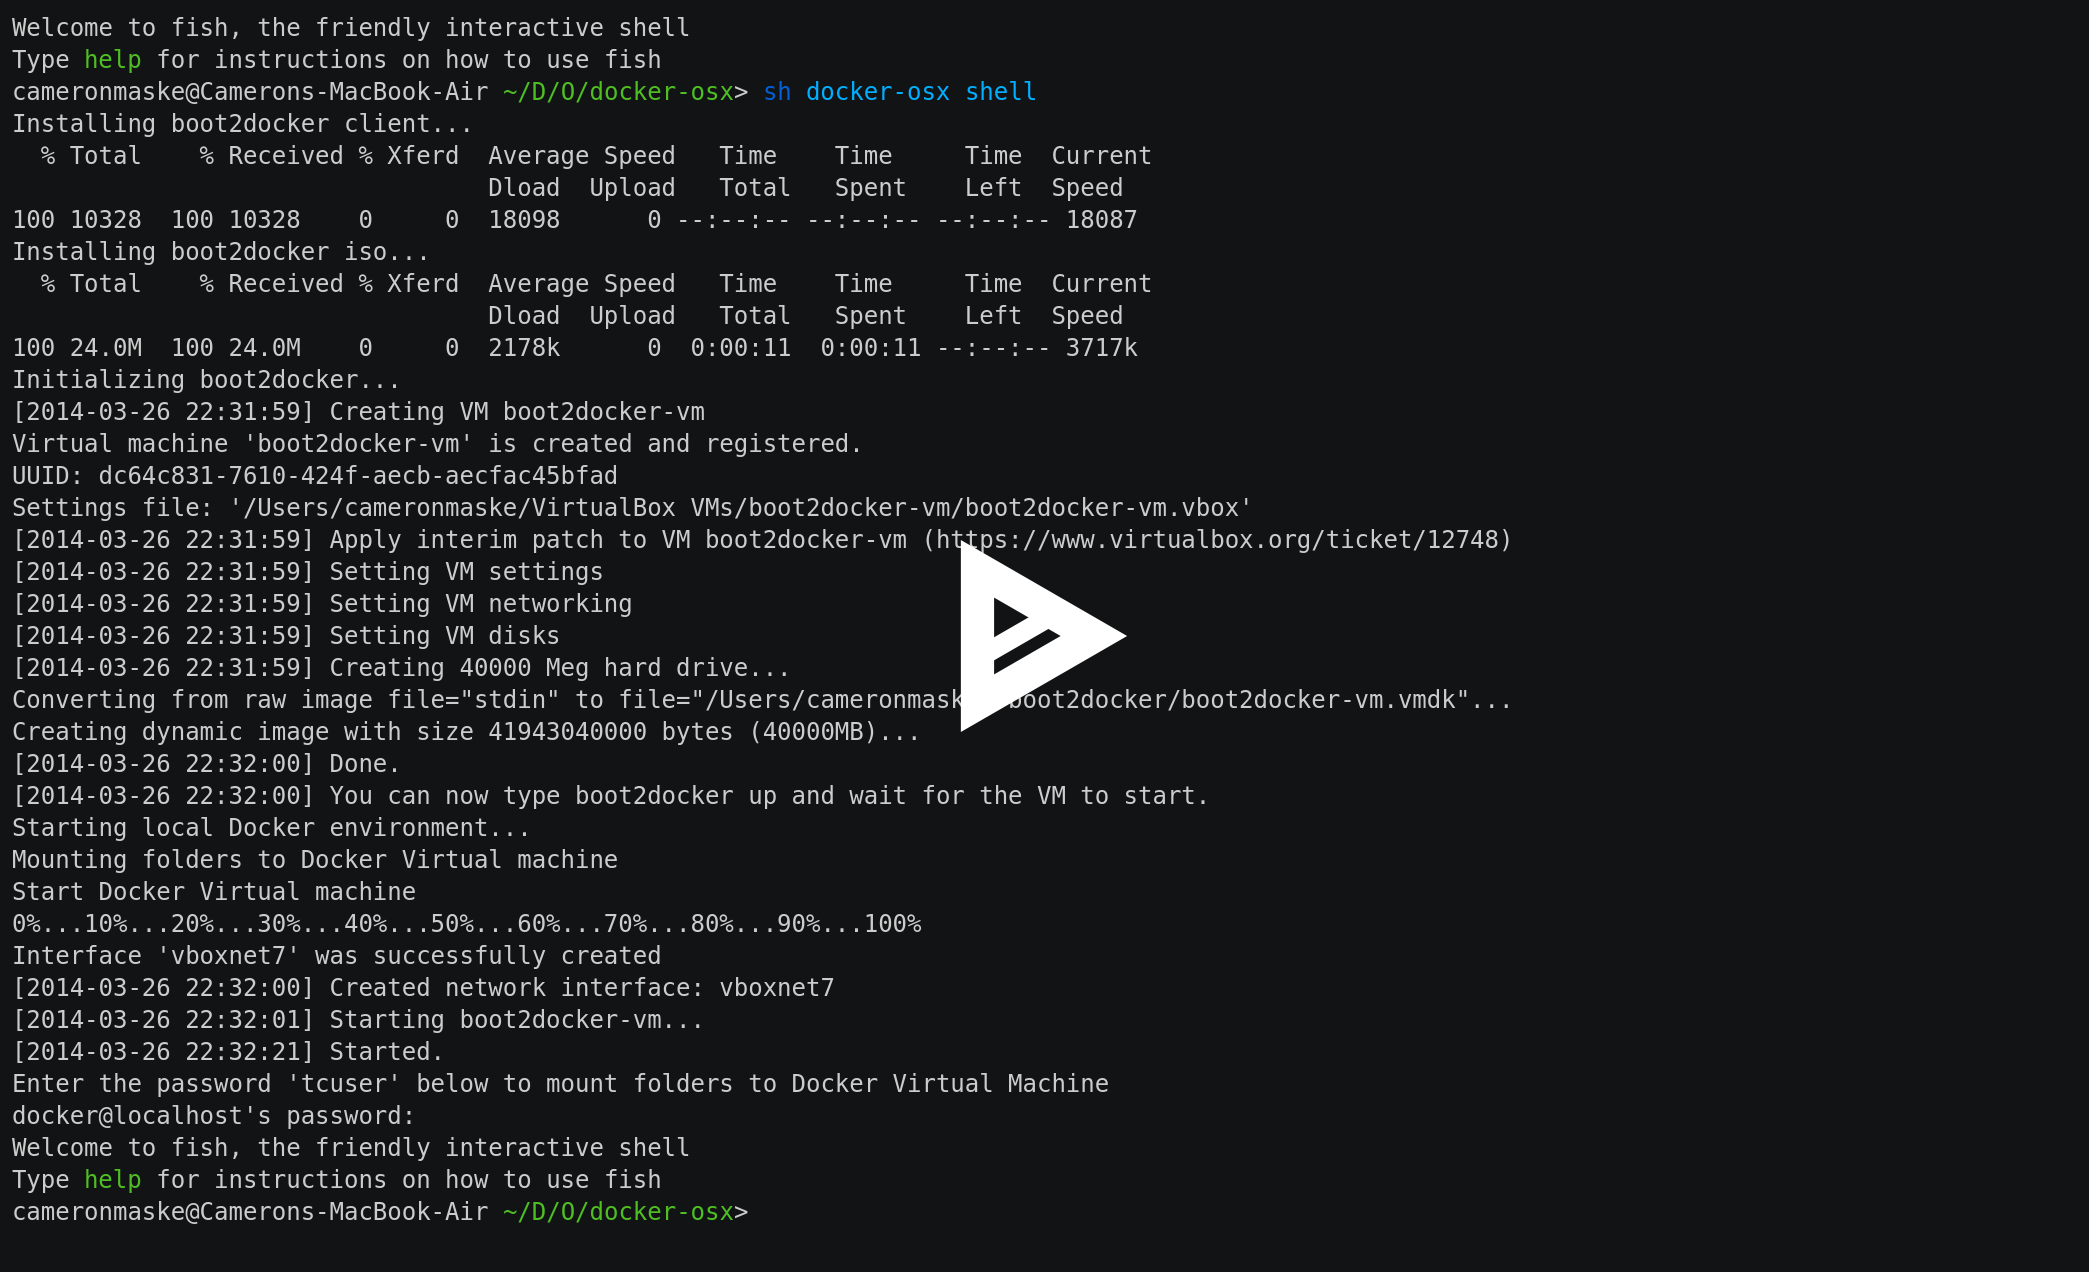 Welcome to fish, the friendly interactive shell
Type help for instructions on how to use fish
cameronmaske@Camerons-MacBook-Air ~/D/O/docker-osx> sh docker-osx shell
Installing boot2docker client...
  % Total    % Received % Xferd  Average Speed   Time    Time     Time  Current
                                 Dload  Upload   Total   Spent    Left  Speed
100 10328  100 10328    0     0  18098      0 --:--:-- --:--:-- --:--:-- 18087
Installing boot2docker iso...
  % Total    % Received % Xferd  Average Speed   Time    Time     Time  Current
                                 Dload  Upload   Total   Spent    Left  Speed
100 24.0M  100 24.0M    0     0  2178k      0  0:00:11  0:00:11 --:--:-- 3717k
Initializing boot2docker...
[2014-03-26 22:31:59] Creating VM boot2docker-vm
Virtual machine 'boot2docker-vm' is created and registered.
UUID: dc64c831-7610-424f-aecb-aecfac45bfad
Settings file: '/Users/cameronmaske/VirtualBox VMs/boot2docker-vm/boot2docker-vm.vbox'
[2014-03-26 22:31:59] Apply interim patch to VM boot2docker-vm (https://www.virtualbox.org/ticket/12748)
[2014-03-26 22:31:59] Setting VM settings
[2014-03-26 22:31:59] Setting VM networking
[2014-03-26 22:31:59] Setting VM disks
[2014-03-26 22:31:59] Creating 40000 Meg hard drive...
Converting from raw image file="stdin" to file="/Users/cameronmask boot2docker/boot2docker-vm.vmdk"...
Creating dynamic image with size 41943040000 bytes (40000MB)...
[2014-03-26 22:32:00] Done.
[2014-03-26 22:32:00] You can now type boot2docker up and wait for the VM to start.
Starting local Docker environment...
Mounting folders to Docker Virtual machine
Start Docker Virtual machine
0%...10%...20%...30%...40%...50%...60%...70%...80%...90%...100%
Interface 'vboxnet7' was successfully created
[2014-03-26 22:32:00] Created network interface: vboxnet7
[2014-03-26 22:32:01] Starting boot2docker-vm...
[2014-03-26 22:32:21] Started.
Enter the password 'tcuser' below to mount folders to Docker Virtual Machine
docker@localhost's password:
Welcome to fish, the friendly interactive shell
Type help for instructions on how to use fish
cameronmaske@Camerons-MacBook-Air ~/D/O/docker-osx>